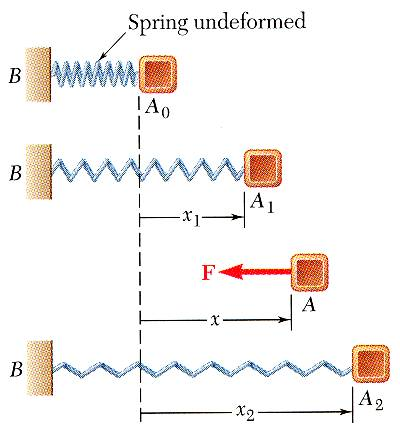 Spring undeformed
B
A₀
B
A₁
x₁
F
A
x
B
A₂
x₂